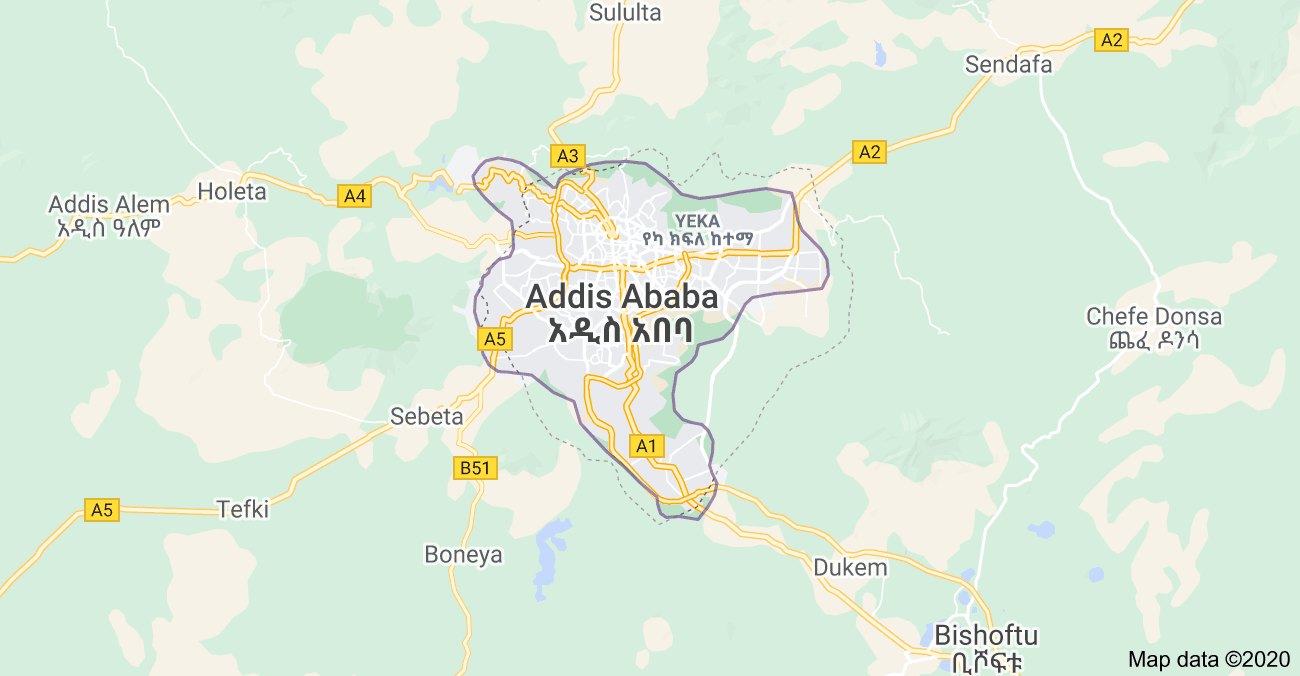 Sululta
A2
Sendafa
A3
A2
Holeta
A4
Addis Alem
አዲስ ዓለም
YEKA
የካ ክፍለ ከተማ
Addis Ababa
አዲስ አበባ
Chefe Donsa
ጨፌ ዶንሳ
A5
Sebeta
A1
B51
A5
Tefki
Boneya
Dukem
Bishoftu
ቢሾፍቱ
Map data ©2020